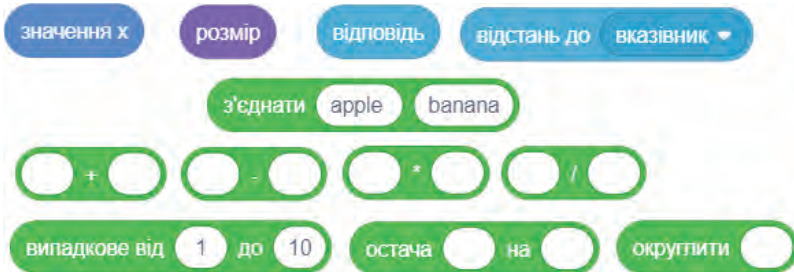 значення x розмір відповідь відстань до вказівник
з'єднати apple banana
+ - * /
випадкове від 1 до 10 остача на округлити